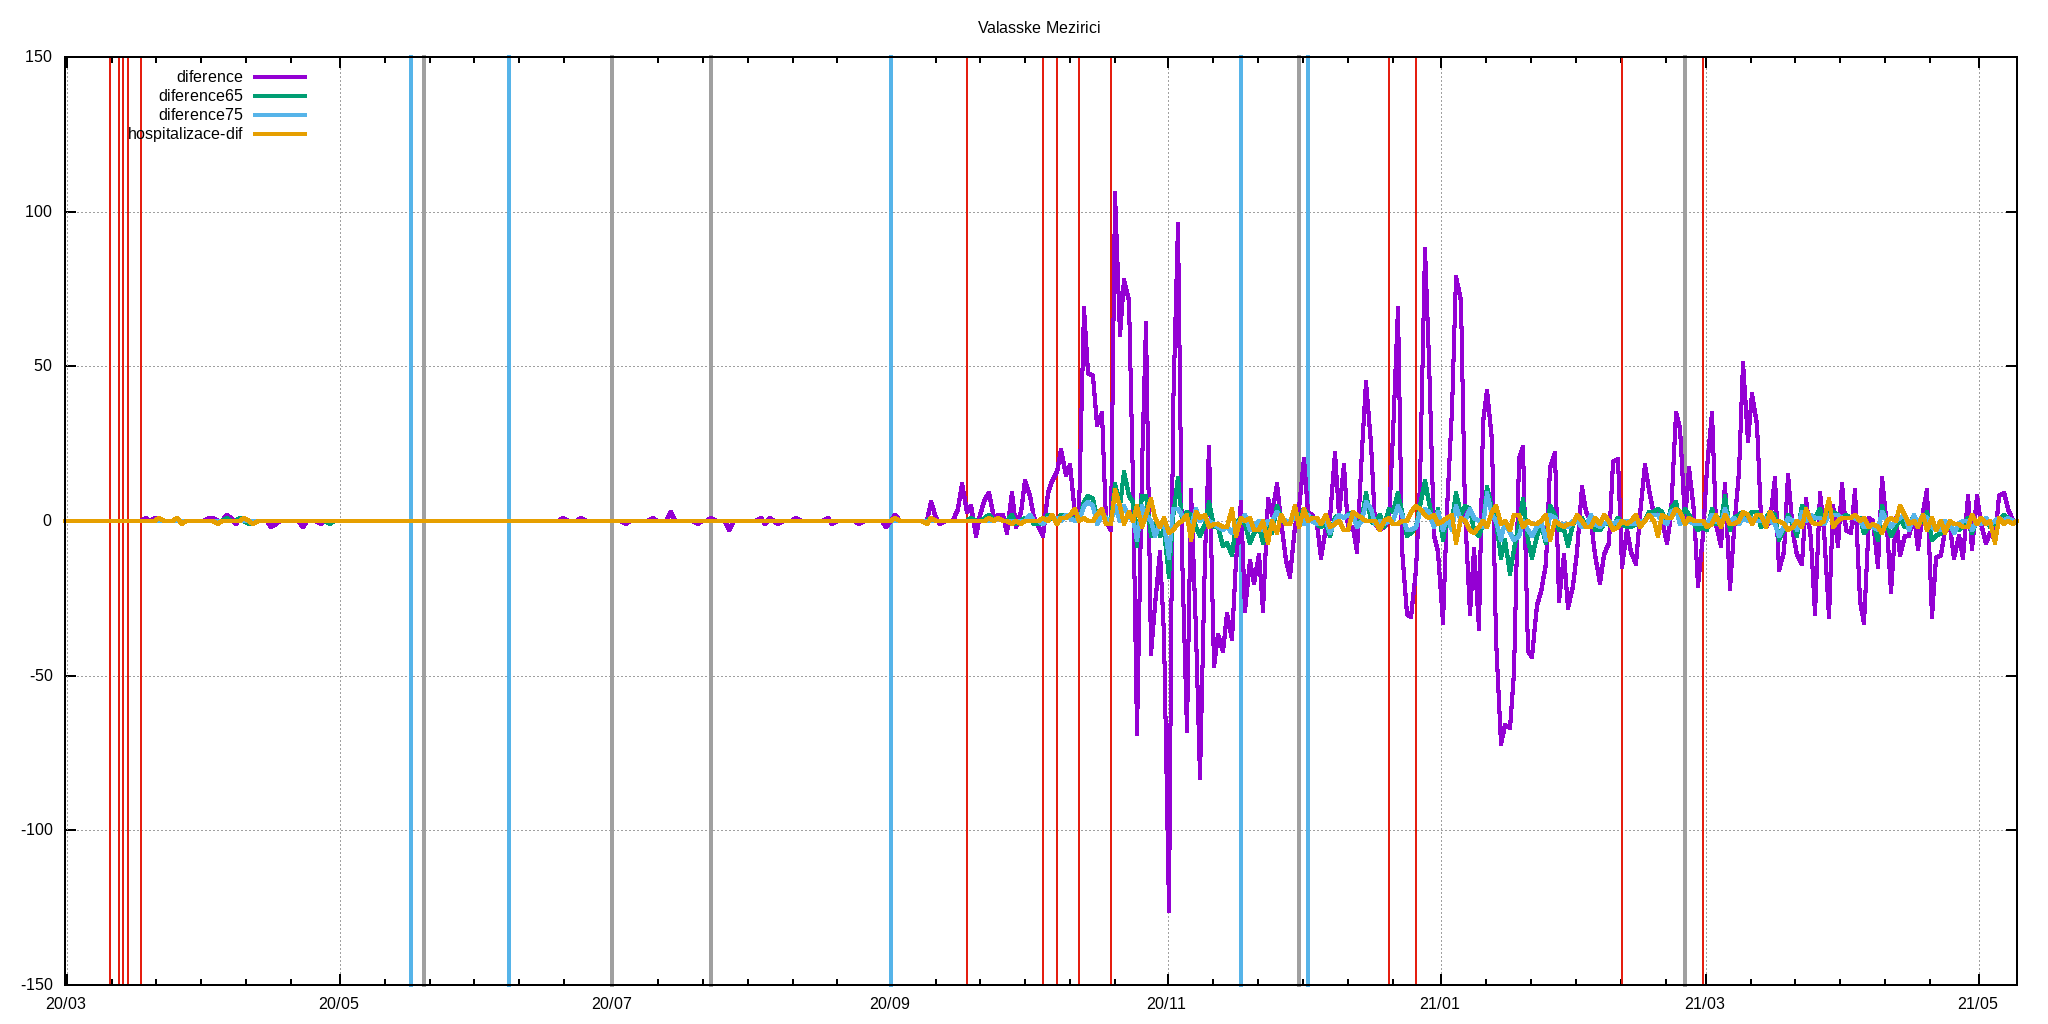 Valasske Mezirici
150
diference
diference65
diference75
hospitalizace-dif
100
50
0
-50
-100
-150
20/03 20/05 20/07 20/09 20/11 21/01 21/03 21/05